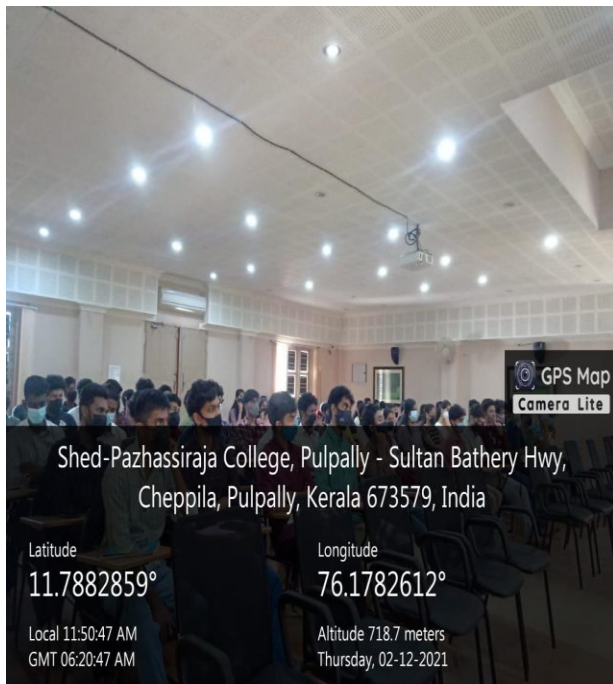 GPS Map
Camera Lite
Shed-Pazhassiraja College, Pulpally - Sultan Bathery Hwy,
Cheppila, Pulpally, Kerala 673579, India
Latitude
11.7882859°
Longitude
76.1782612°
Local 11:50:47 AM
GMT 06:20:47 AM
Altitude 718.7 meters
Thursday, 02-12-2021